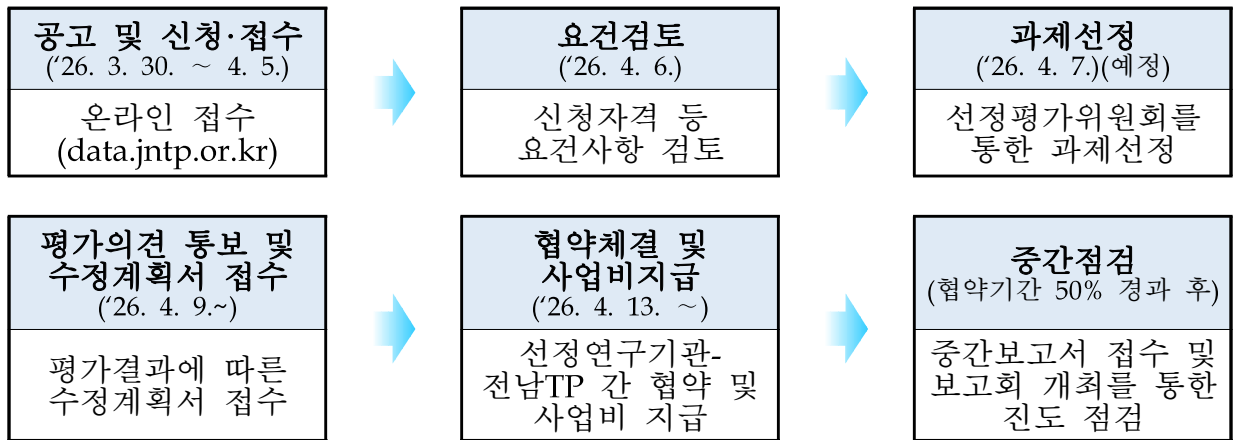 공고 및 신청·접수
(‘26. 3. 30. ~ 4. 5.)
온라인 접수
(data.jntp.or.kr)
요건검토
(‘26. 4. 6.)
신청자격 등
요건사항 검토
과제선정
(‘26. 4. 7.)(예정)
선정평가위원회를
통한 과제선정
평가의견 통보 및
수정계획서 접수
(‘26. 4. 9.~)
평가결과에 따른
수정계획서 접수
협약체결 및
사업비지급
(‘26. 4. 13. ~)
선정연구기관-
전남TP 간 협약 및
사업비 지급
중간점검
(협약기간 50% 경과 후)
중간보고서 접수 및
보고회 개최를 통한
진도 점검